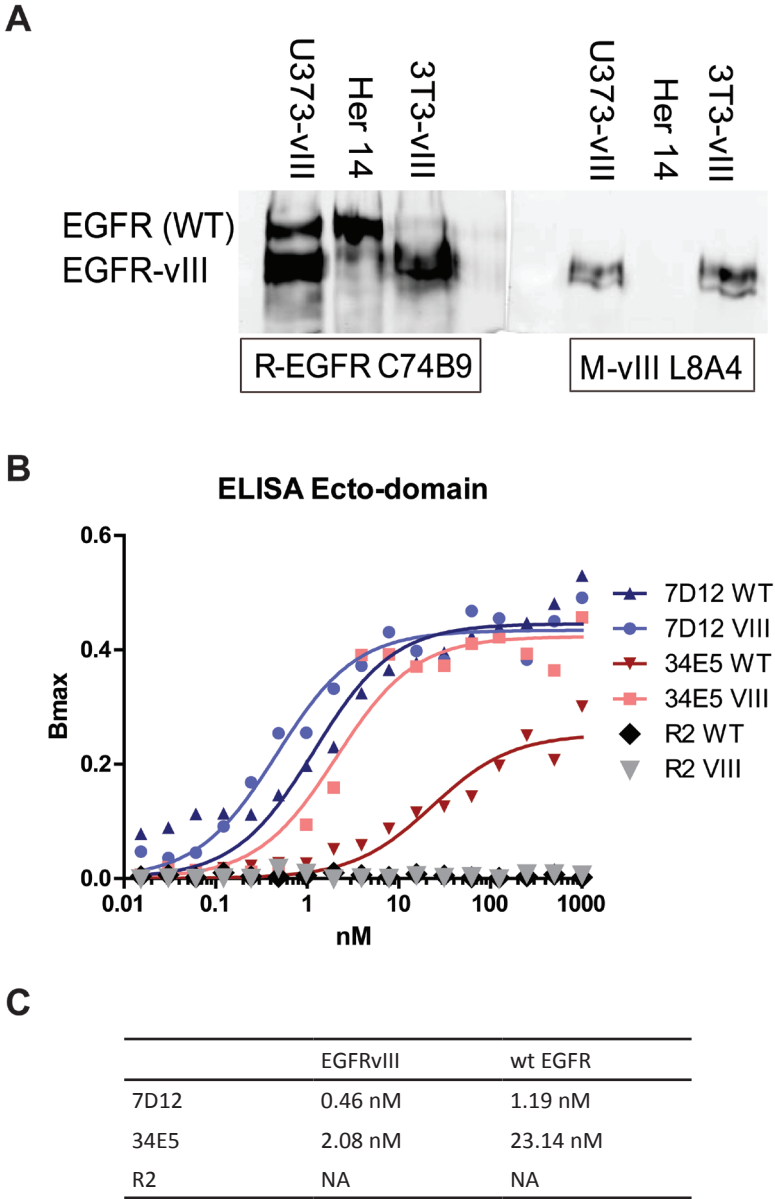 A
U373-vIII
Her 14
3T3-vIII
U373-vIII
Her 14
3T3-vIII
EGFR (WT)
EGFR-vIII
R-EGFR C74B9
M-vIII L8A4
B
ELISA Ecto-domain
0.6
0.4
0.2
0.0
Bmax
0.01 0.1 1 10 100 1000
nM
7D12 WT
7D12 VIII
34E5 WT
34E5 VIII
R2 WT
R2 VIII
C
EGFRvIII wt EGFR
7D12 0.46 nM 1.19 nM
34E5 2.08 nM 23.14 nM
R2 NA NA